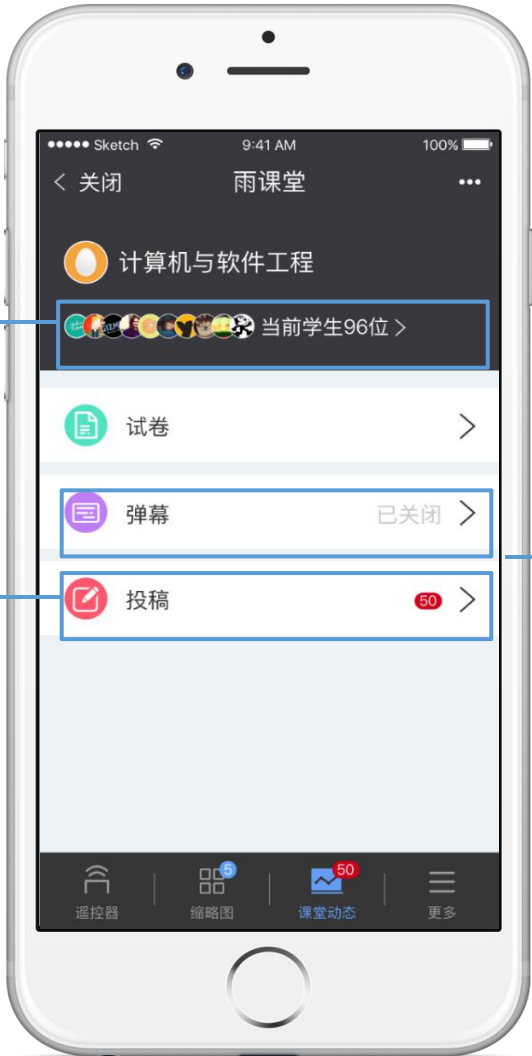 Sketch 9:41 AM 100%
关闭 雨课堂
计算机与软件工程
当前学生96位
试卷
弹幕 已关闭
投稿 50
5 50
遥控器 缩略图 课堂动态 更多